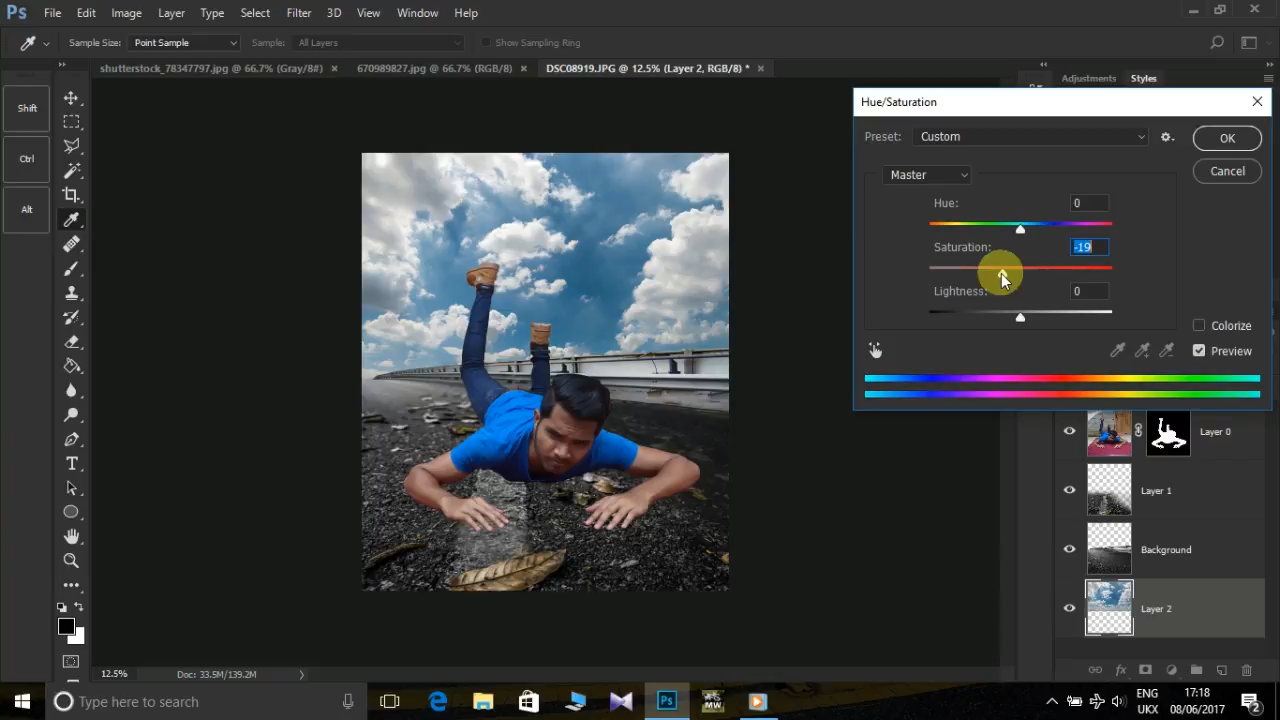 Ps File Edit Image Layer Type Select Filter 3D View Window Help
Sample Size: Point Sample Sample: All Layers Show Sampling Ring
shutterstock_78347797.jpg @ 66.7% (Gray/8#) × 670989827.jpg @ 66.7% (RGB/8) × DSC08919.JPG @ 12.5% (Layer 2, RGB/8) * ×
Adjustments Styles
Shift
Ctrl
Alt
Hue/Saturation
Preset: Custom
OK
Cancel
Master
Hue: 0
Saturation: -19
Lightness: 0
Colorize
Preview
Layer 0
Layer 1
Background
Layer 2
12.5% Doc: 33.5M/139.2M
Type here to search
Ps
MW
ENG
UKX
17:18
08/06/2017
2